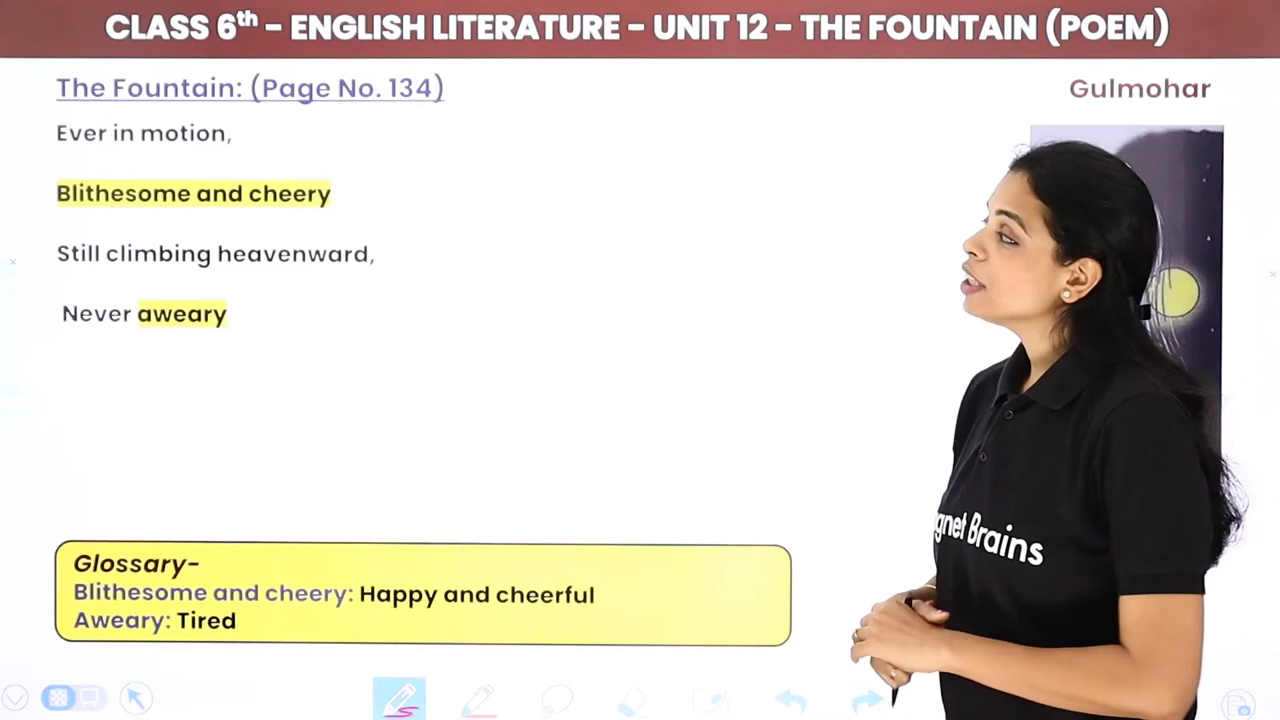 CLASS 6th - ENGLISH LITERATURE - UNIT 12 - THE FOUNTAIN (POEM)
The Fountain: (Page No. 134)
Gulmohar
Ever in motion,
Blithesome and cheery
Still climbing heavenward,
Never aweary
Glossary-
Blithesome and cheery: Happy and cheerful
Aweary: Tired
Brains